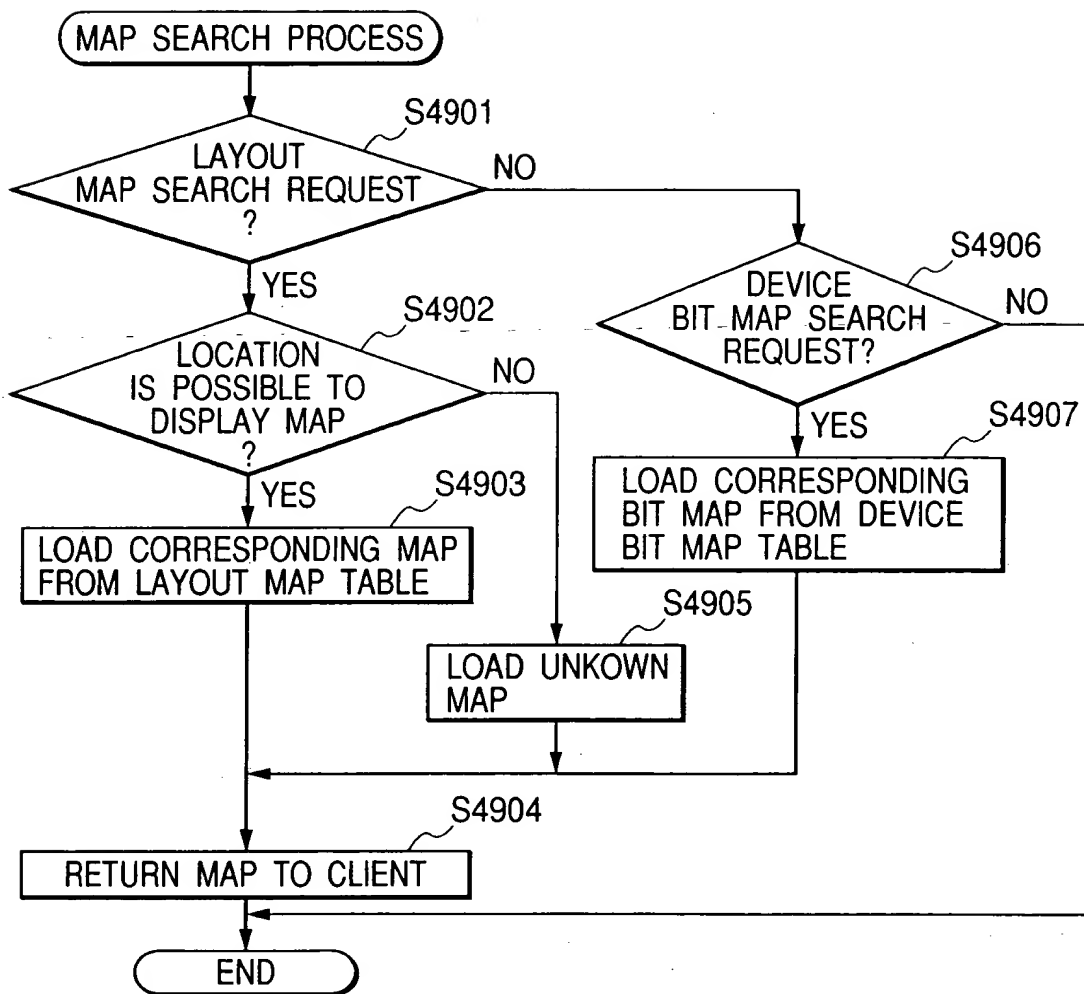 MAP SEARCH PROCESS
S4901
LAYOUT
MAP SEARCH REQUEST
?
NO
YES
S4902
LOCATION
IS POSSIBLE TO
DISPLAY MAP
?
NO
YES
S4903
LOAD CORRESPONDING MAP
FROM LAYOUT MAP TABLE
S4906
DEVICE
BIT MAP SEARCH
REQUEST?
NO
YES
S4907
LOAD CORRESPONDING
BIT MAP FROM DEVICE
BIT MAP TABLE
S4905
LOAD UNKOWN
MAP
S4904
RETURN MAP TO CLIENT
END